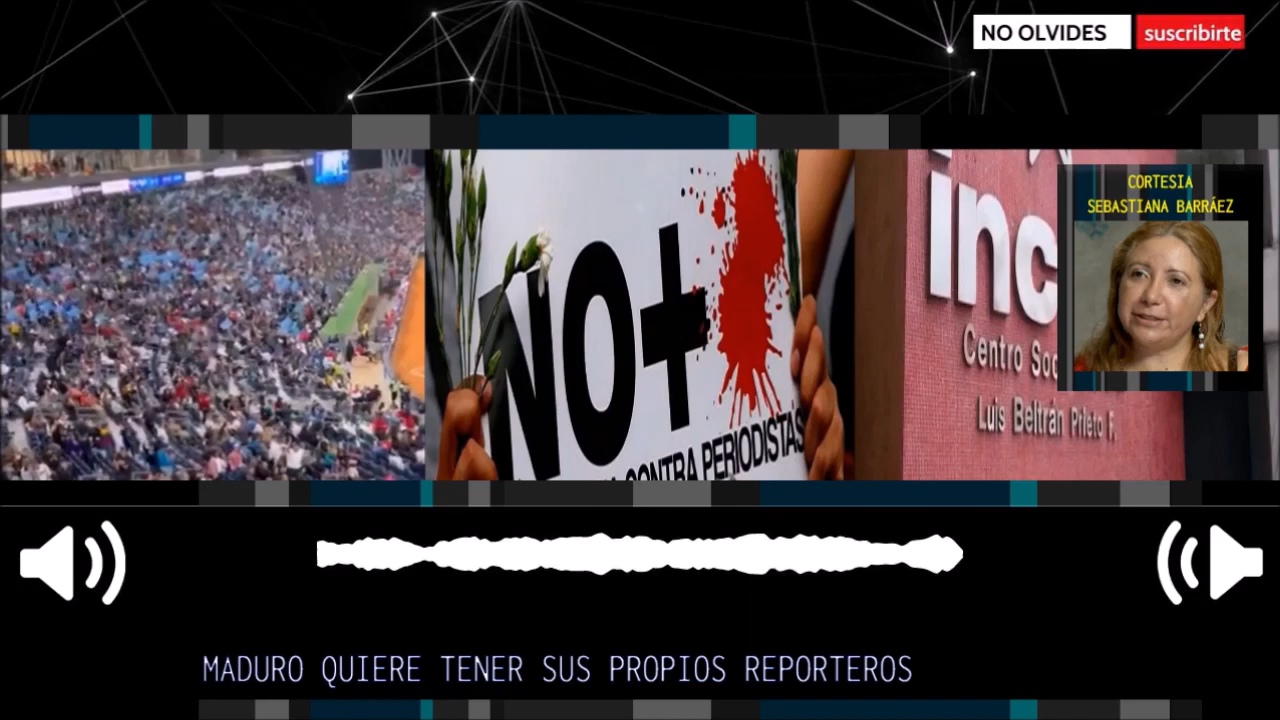 NO OLVIDES
suscribirte
CORTESIA
SEBASTIANA BARRÁEZ
NO+
CONTRA PERIODISTAS
inc
Centro Soc
Luis Beltrán Prieto F.
MADURO QUIERE TENER SUS PROPIOS REPORTEROS